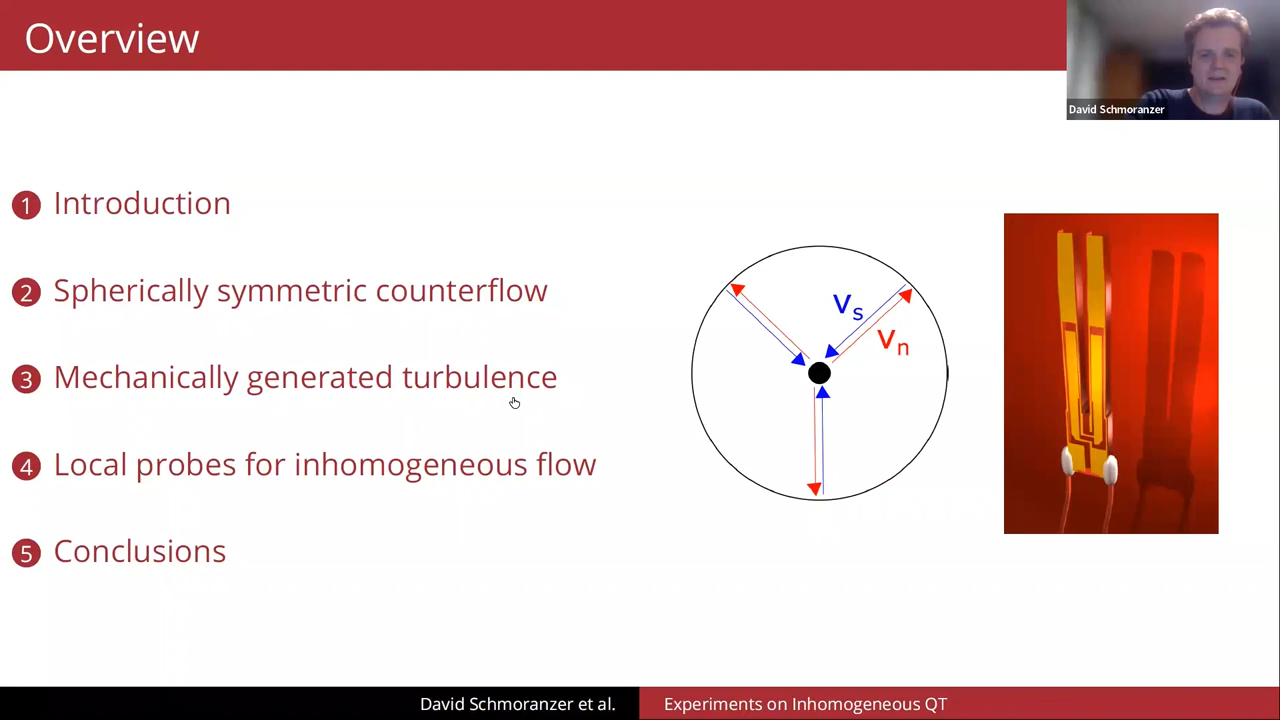 Overview
David Schmoranzer
1 Introduction
2 Spherically symmetric counterflow
3 Mechanically generated turbulence
4 Local probes for inhomogeneous flow
5 Conclusions
vs
vn
David Schmoranzer et al.
Experiments on Inhomogeneous QT